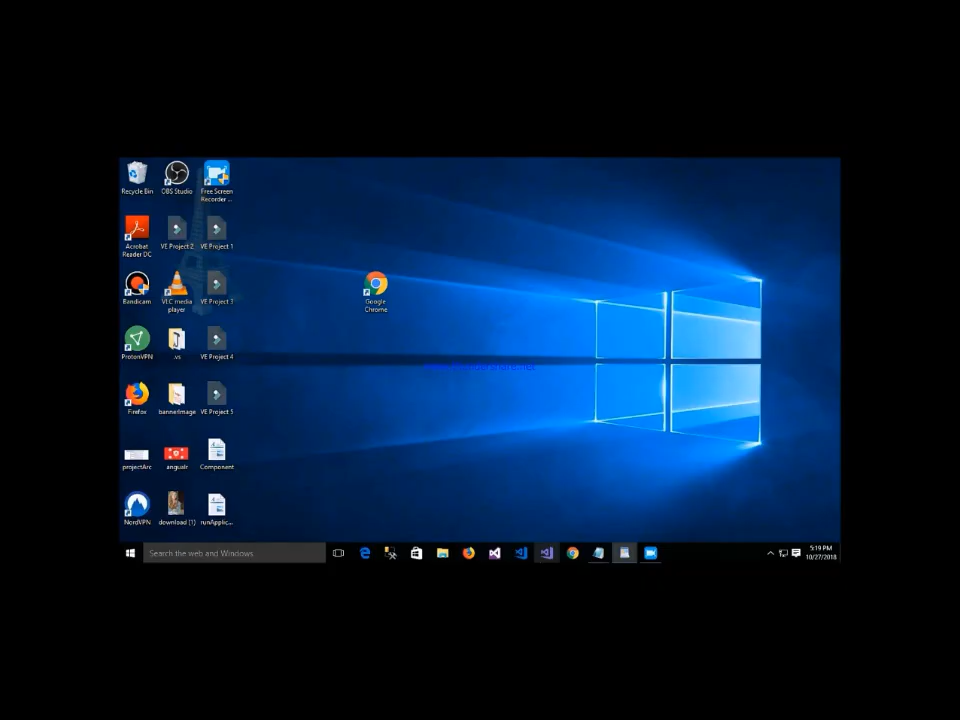 Recycle Bin
OBS Studio
Free Screen
Recorder ...
Acrobat
Reader DC
VE Project 2
VE Project 1
Bandicam
VLC media
player
VE Project 3
Google
Chrome
ProtonVPN
.vs
VE Project 4
Firefox
bannerImage
VE Project 5
projectArc
angualr
Component
NordVPN
download (1)
runApplic...
Search the web and Windows
5:19 PM
10/27/2018